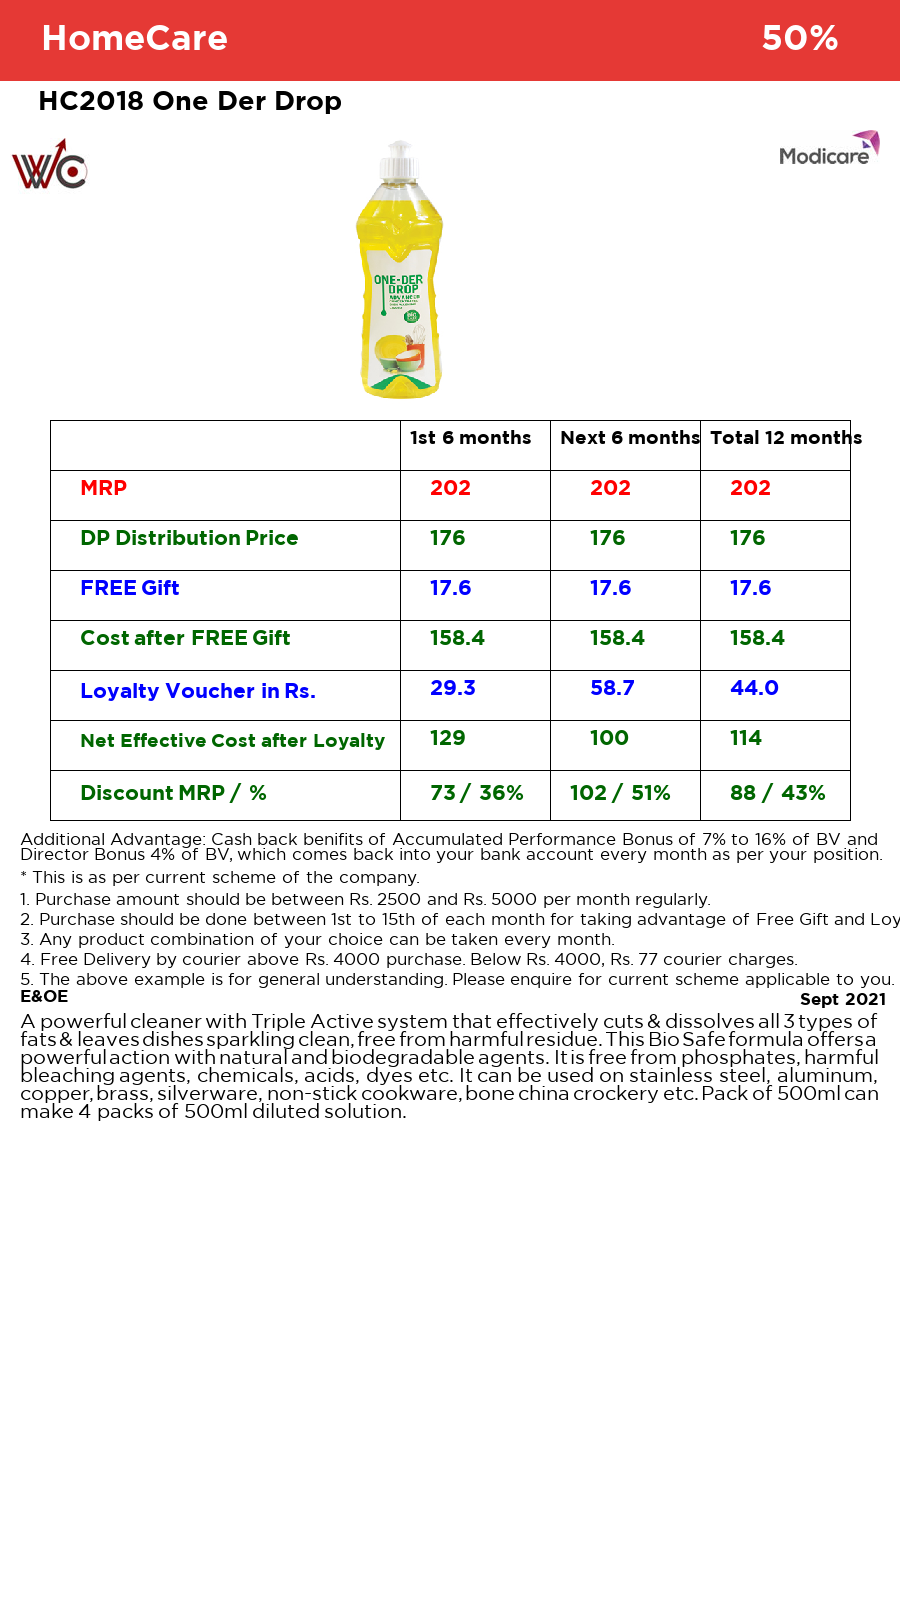 HomeCare 50%
HC2018 One Der Drop
WC
Modicare
ONE-DER
DROP
1st 6 months Next 6 months Total 12 months
MRP 202 202 202
DP Distribution Price 176 176 176
FREE Gift 17.6 17.6 17.6
Cost after FREE Gift 158.4 158.4 158.4
Loyalty Voucher in Rs. 29.3 58.7 44.0
Net Effective Cost after Loyalty 129 100 114
Discount MRP / % 73 / 36% 102 / 51% 88 / 43%
Additional Advantage: Cash back benifits of Accumulated Performance Bonus of 7% to 16% of BV and
Director Bonus 4% of BV, which comes back into your bank account every month as per your position.
* This is as per current scheme of the company.
1. Purchase amount should be between Rs. 2500 and Rs. 5000 per month regularly.
2. Purchase should be done between 1st to 15th of each month for taking advantage of Free Gift and Loy
3. Any product combination of your choice can be taken every month.
4. Free Delivery by courier above Rs. 4000 purchase. Below Rs. 4000, Rs. 77 courier charges.
5. The above example is for general understanding. Please enquire for current scheme applicable to you.
E&OE Sept 2021
A powerful cleaner with Triple Active system that effectively cuts & dissolves all 3 types of
fats & leaves dishes sparkling clean, free from harmful residue. This Bio Safe formula offers a
powerful action with natural and biodegradable agents. It is free from phosphates, harmful
bleaching agents, chemicals, acids, dyes etc. It can be used on stainless steel, aluminum,
copper, brass, silverware, non-stick cookware, bone china crockery etc. Pack of 500ml can
make 4 packs of 500ml diluted solution.